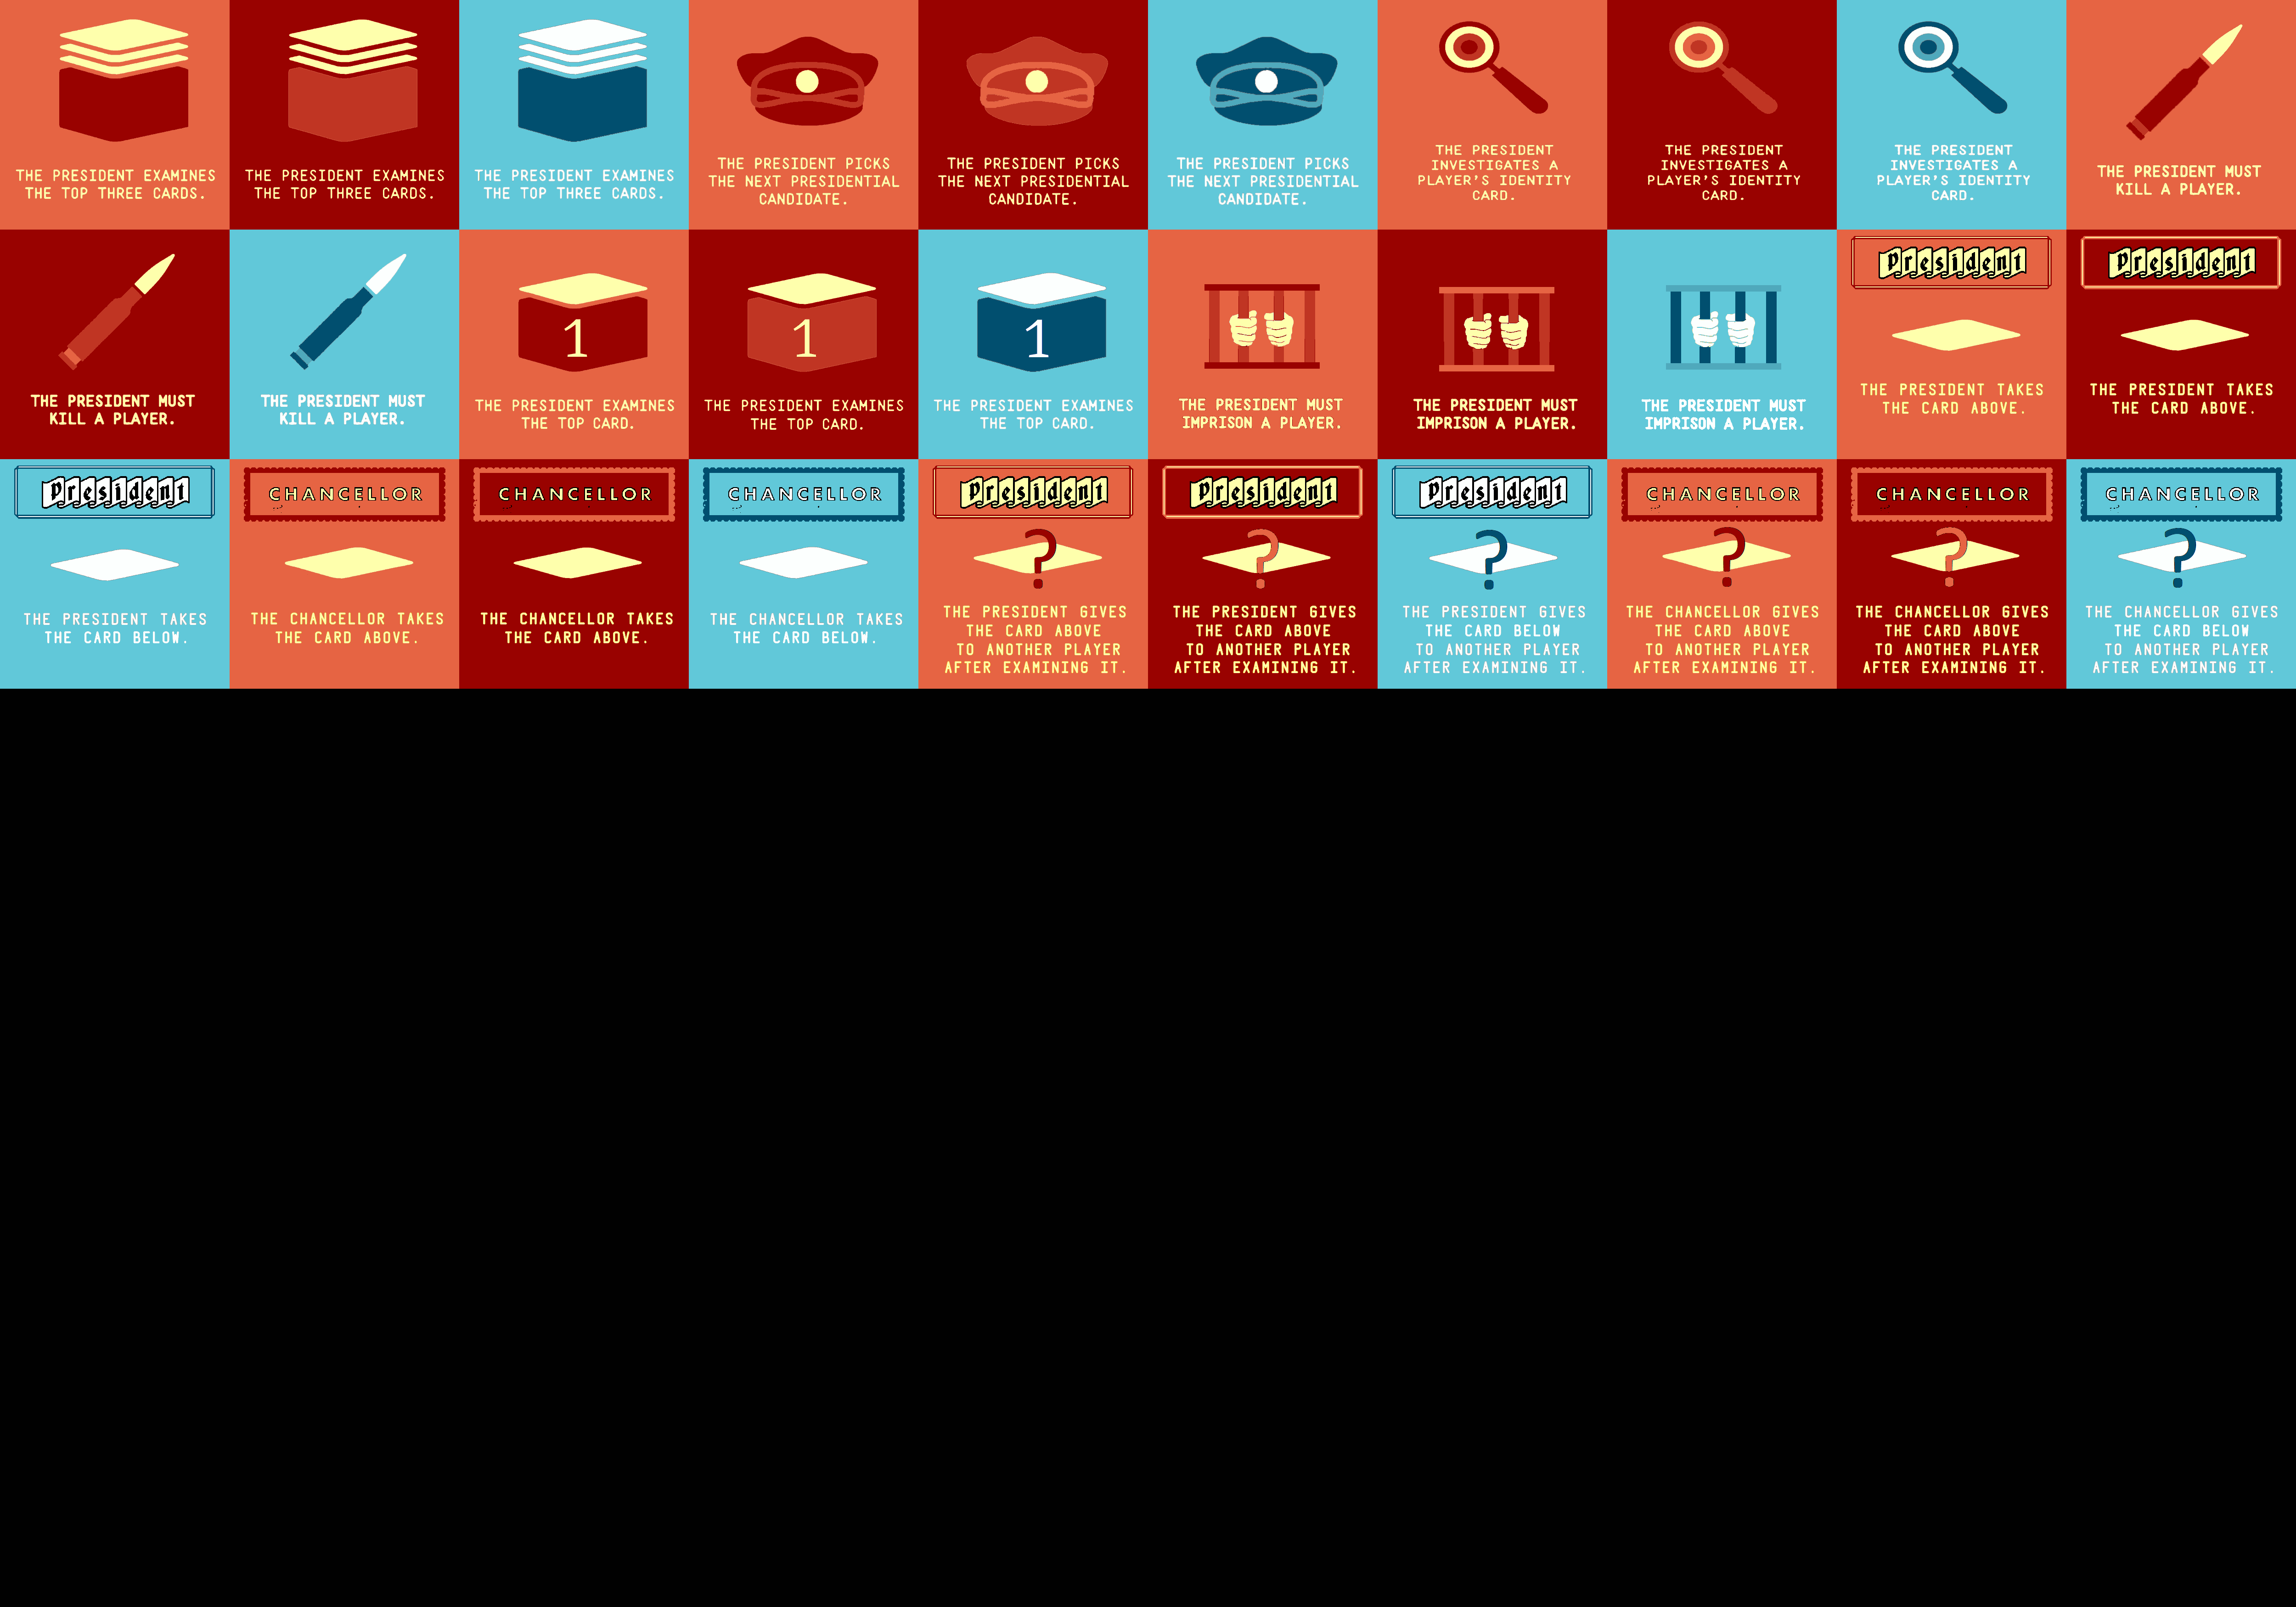 THE PRESIDENT EXAMINES
THE TOP THREE CARDS.
THE PRESIDENT EXAMINES
THE TOP THREE CARDS.
THE PRESIDENT EXAMINES
THE TOP THREE CARDS.
THE PRESIDENT PICKS
THE NEXT PRESIDENTIAL
CANDIDATE.
THE PRESIDENT PICKS
THE NEXT PRESIDENTIAL
CANDIDATE.
THE PRESIDENT PICKS
THE NEXT PRESIDENTIAL
CANDIDATE.
THE PRESIDENT
INVESTIGATES A
PLAYER'S IDENTITY
CARD.
THE PRESIDENT
INVESTIGATES A
PLAYER'S IDENTITY
CARD.
THE PRESIDENT
INVESTIGATES A
PLAYER'S IDENTITY
CARD.
THE PRESIDENT MUST
KILL A PLAYER.
THE PRESIDENT MUST
KILL A PLAYER.
THE PRESIDENT MUST
KILL A PLAYER.
1
THE PRESIDENT EXAMINES
THE TOP CARD.
1
THE PRESIDENT EXAMINES
THE TOP CARD.
1
THE PRESIDENT EXAMINES
THE TOP CARD.
THE PRESIDENT MUST
IMPRISON A PLAYER.
THE PRESIDENT MUST
IMPRISON A PLAYER.
THE PRESIDENT MUST
IMPRISON A PLAYER.
President
THE PRESIDENT TAKES
THE CARD ABOVE.
President
THE PRESIDENT TAKES
THE CARD ABOVE.
President
THE PRESIDENT TAKES
THE CARD BELOW.
CHANCELLOR
THE CHANCELLOR TAKES
THE CARD ABOVE.
CHANCELLOR
THE CHANCELLOR TAKES
THE CARD ABOVE.
CHANCELLOR
THE CHANCELLOR TAKES
THE CARD BELOW.
President
?
THE PRESIDENT GIVES
THE CARD ABOVE
TO ANOTHER PLAYER
AFTER EXAMINING IT.
President
?
THE PRESIDENT GIVES
THE CARD ABOVE
TO ANOTHER PLAYER
AFTER EXAMINING IT.
President
?
THE PRESIDENT GIVES
THE CARD BELOW
TO ANOTHER PLAYER
AFTER EXAMINING IT.
CHANCELLOR
?
THE CHANCELLOR GIVES
THE CARD ABOVE
TO ANOTHER PLAYER
AFTER EXAMINING IT.
CHANCELLOR
?
THE CHANCELLOR GIVES
THE CARD ABOVE
TO ANOTHER PLAYER
AFTER EXAMINING IT.
CHANCELLOR
?
THE CHANCELLOR GIVES
THE CARD BELOW
TO ANOTHER PLAYER
AFTER EXAMINING IT.